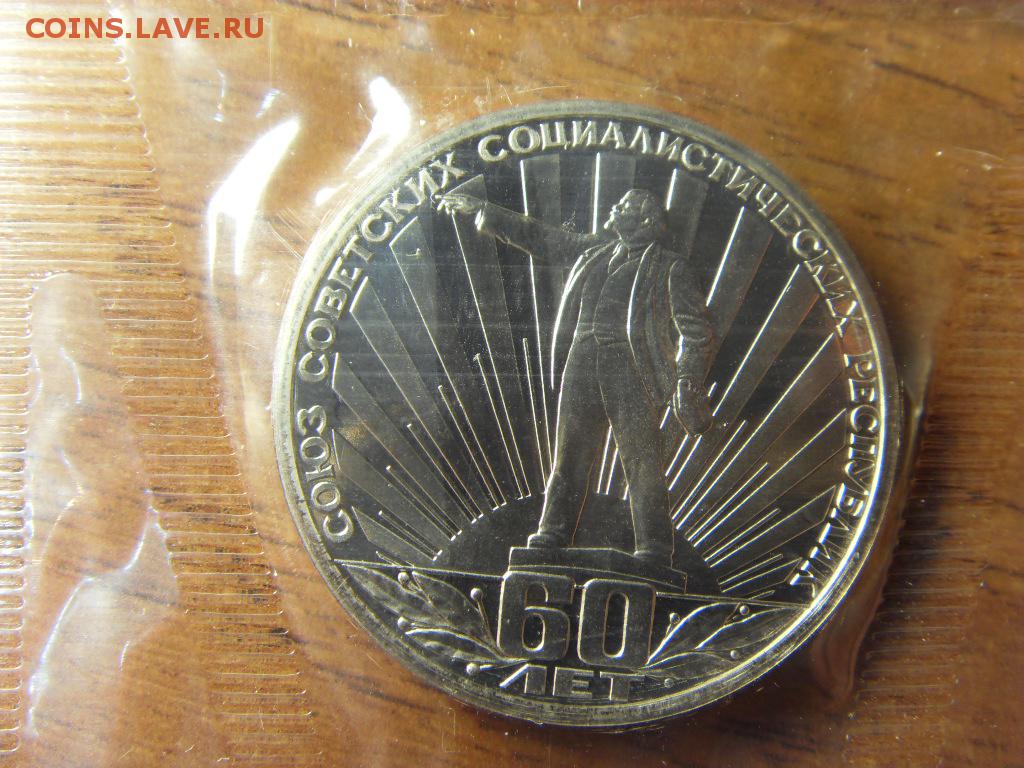 COINS.LAVE.RU
СОЮЗ СОВЕТСКИХ СОЦИАЛИСТИЧЕСКИХ РЕСПУБЛИК
60
ЛЕТ